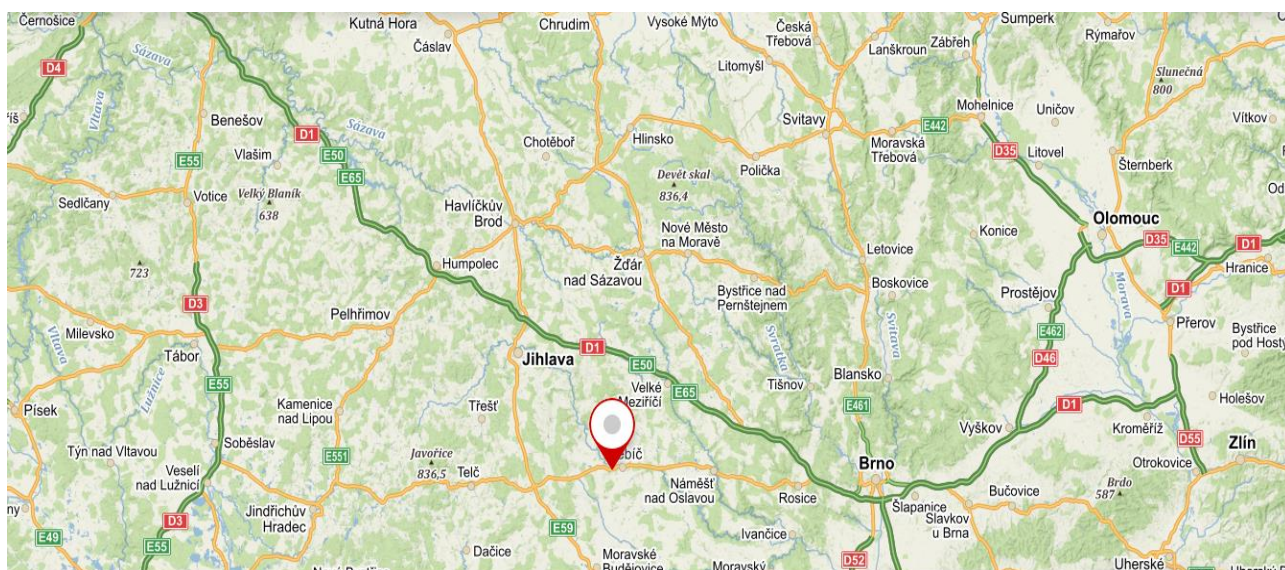 Černošice
Kutná Hora
Chrudim
Vysoké Mýto
Česká
Třebová
Šumperk
Rýmařov
Čáslav
Lanškroun
Zábřeh
Sázava
D4
Litomyšl
Slunečná
800
Vltava
Benešov
D1
Sázava
Svitavy
Mohelnice
Uničov
Vítkov
E442
Hlinsko
Chotěboř
Moravská
Třebová
D35
Litovel
Vlašim
E50
E55
E65
Polička
Šternberk
Sedlčany
Votice
Velký Blaník
638
Devět skal
836,4
Havlíčkův
Brod
Nové Město
na Moravě
Konice
Olomouc
D35
E442
D1
Letovice
Hranice
723
Humpolec
Žďár
nad Sázavou
Bystřice nad
Pernštejnem
Boskovice
D1
D3
Prostějov
Morava
Přerov
Milevsko
Vltava
Pelhřimov
Svratka
Svitava
E462
Bystřice
pod Hosty
Tábor
Lužnice
Jihlava
D1
E50
D46
E55
Velké
Meziříčí
E65
Tišnov
Blansko
Písek
Kamenice
nad Lipou
Třešť
E461
D1
Holešov
Vyškov
Kroměříž
Týn nad Vltavou
Soběslav
E551
Javořice
836,5
D55
Zlín
Veselí
nad Lužnicí
Telč
Náměšť
nad Oslavou
Brno
Otrokovice
Rosice
Šlapanice
Bučovice
Brdo
587
Jindřichův
Hradec
Slavkov
u Brna
D3
E49
E59
Ivančice
E55
Dačice
Moravské
Budějovice
Moravský
D52
Uherské